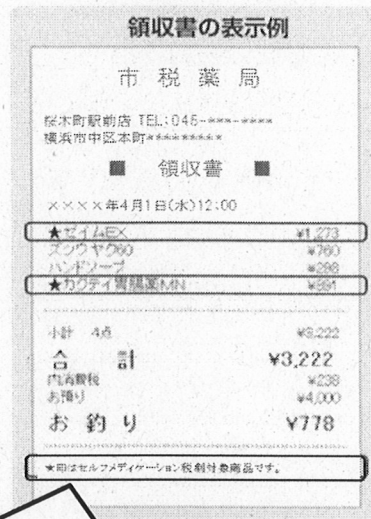 領収書の表示例
市税薬局
桜木町駅前店 TEL:045-***-****
横浜市中区本町*********
■ 領収書 ■
××××年4月1日(水)12:00
★ゼイムEX ¥1,273
ズツウヤク60 ¥760
ハンドソープ ¥298
★カクテイ胃腸薬MN ¥891
小計 4点 ¥3,222
合計 ¥3,222
内消費税 ¥238
お預り ¥4,000
お釣り ¥778
★印はセルフメディケーション税制対象商品です。